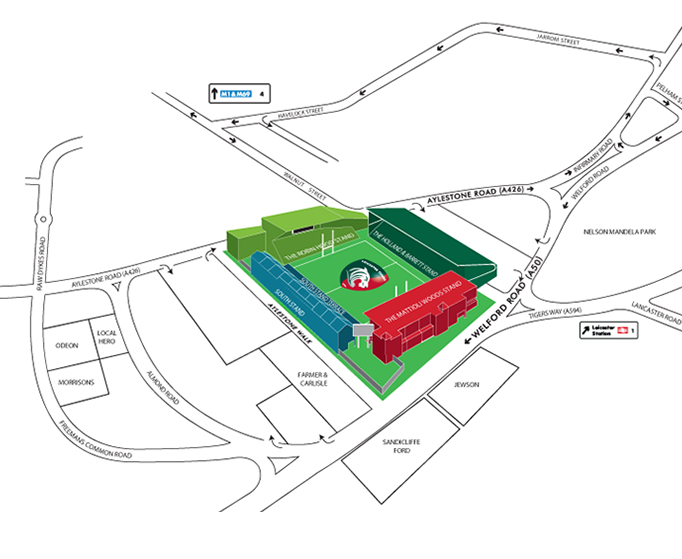 JARROM STREET
M1 & M69 4
HAVELOCK STREET
PELHAM S
INFIRMARY ROAD
WELFORD ROAD
WALNUT STREET
AYLESTONE ROAD (A426)
NELSON MANDELA PARK
THE HOLLAND & BARRETT STAND
THE ROBIN HOOD STAND
RAW DYKES ROAD
AYLESTONE ROAD (A426)
SOUTH STAND TERRACE
SOUTH STAND
THE MATTIOLI WOODS STAND
WELFORD ROAD (A50)
LANCASTER ROAD
TIGERS WAY (A594)
Leicester
Station 1
AYLESTONE WALK
ODEON
LOCAL
HERO
MORRISONS
ALMOND ROAD
FARMER &
CARLISLE
JEWSON
FREEMANS COMMON ROAD
SANDICLIFFE
FORD